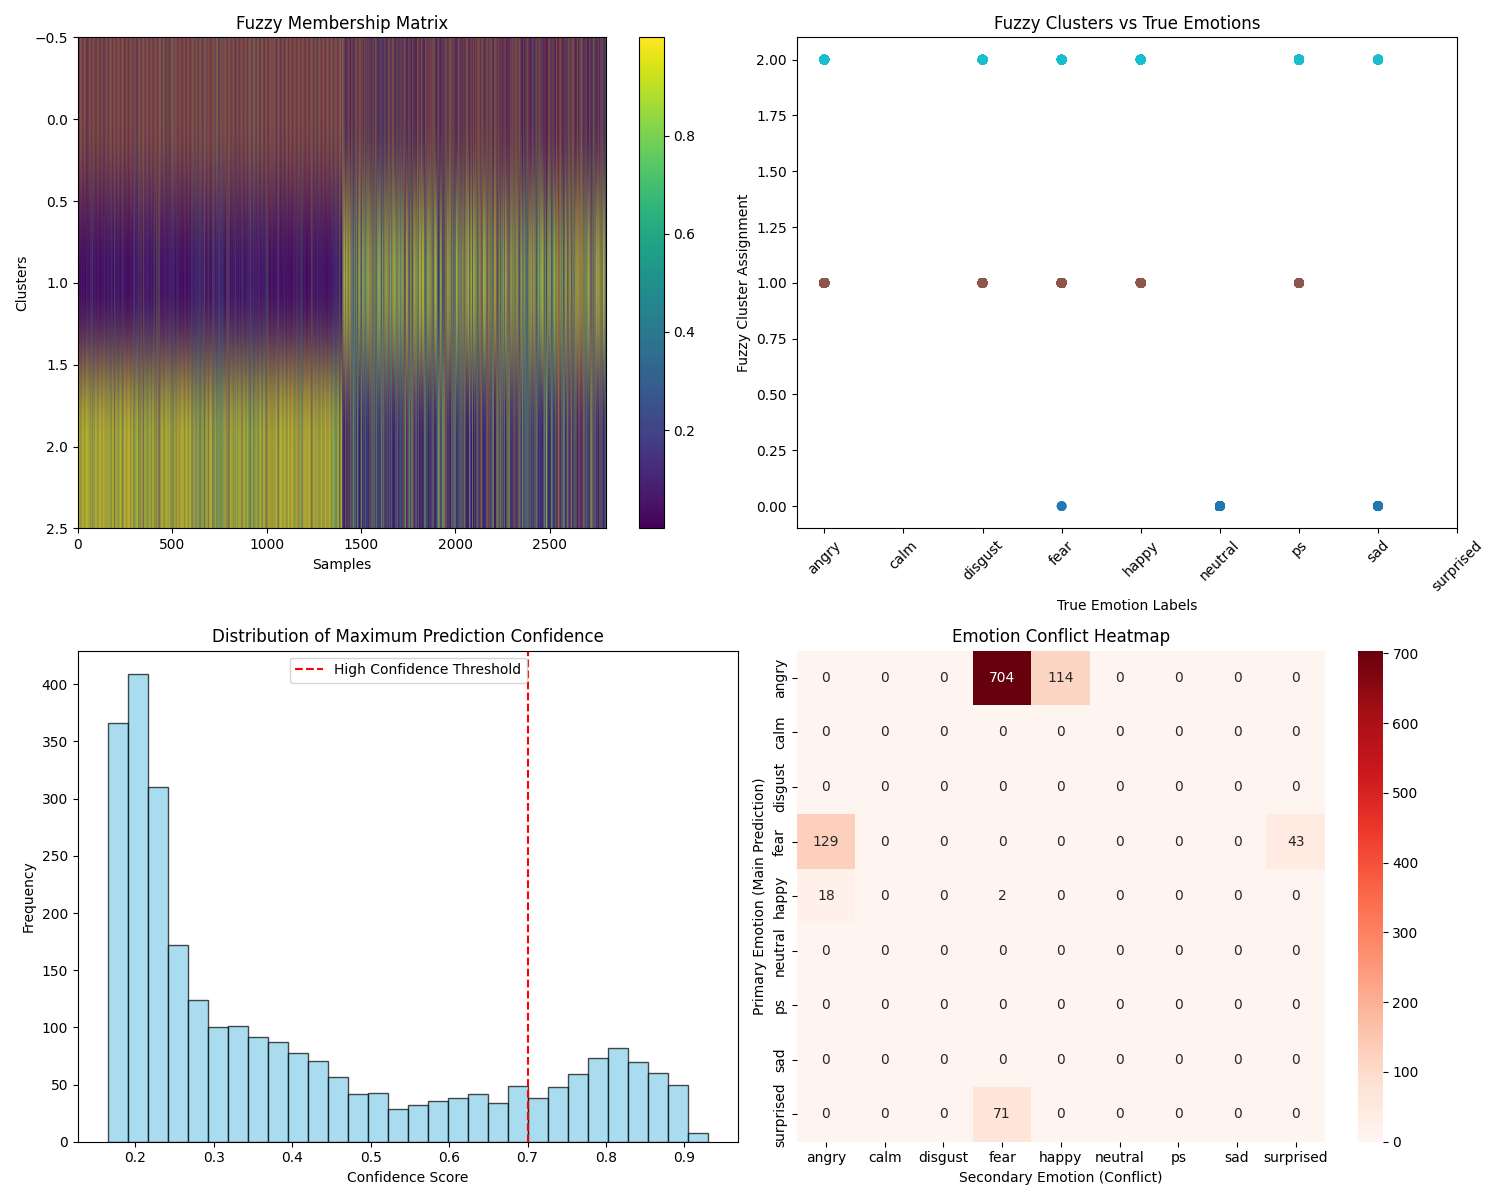 Fuzzy Membership Matrix
−0.5
0.0
0.5
1.0
1.5
2.0
2.5
Clusters
0 500 1000 1500 2000 2500
Samples
0.8
0.6
0.4
0.2
Fuzzy Clusters vs True Emotions
2.00
1.75
1.50
1.25
1.00
0.75
0.50
0.25
0.00
Fuzzy Cluster Assignment
angry calm disgust fear happy neutral ps sad surprised
True Emotion Labels
Distribution of Maximum Prediction Confidence
High Confidence Threshold
400
350
300
250
200
150
100
50
0
Frequency
0.2 0.3 0.4 0.5 0.6 0.7 0.8 0.9
Confidence Score
Emotion Conflict Heatmap
Primary Emotion (Main Prediction)
angry 0 0 0 704 114 0 0 0 0
calm 0 0 0 0 0 0 0 0 0
disgust 0 0 0 0 0 0 0 0 0
fear 129 0 0 0 0 0 0 0 43
happy 18 0 0 2 0 0 0 0 0
neutral 0 0 0 0 0 0 0 0 0
ps 0 0 0 0 0 0 0 0 0
sad 0 0 0 0 0 0 0 0 0
surprised 0 0 0 71 0 0 0 0 0
angry calm disgust fear happy neutral ps sad surprised
Secondary Emotion (Conflict)
700
600
500
400
300
200
100
0